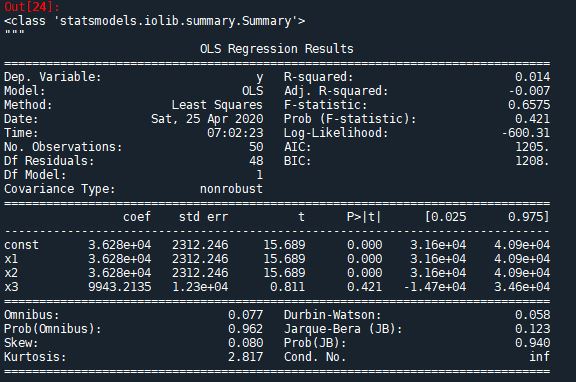 Out[24]:
<class 'statsmodels.iolib.summary.Summary'>
"""
OLS Regression Results
==============================================================================
Dep. Variable: y R-squared: 0.014
Model: OLS Adj. R-squared: -0.007
Method: Least Squares F-statistic: 0.6575
Date: Sat, 25 Apr 2020 Prob (F-statistic): 0.421
Time: 07:02:23 Log-Likelihood: -600.31
No. Observations: 50 AIC: 1205.
Df Residuals: 48 BIC: 1208.
Df Model: 1
Covariance Type: nonrobust
==============================================================================
coef std err t P>|t| [0.025 0.975]
------------------------------------------------------------------------------
const 3.628e+04 2312.246 15.689 0.000 3.16e+04 4.09e+04
x1 3.628e+04 2312.246 15.689 0.000 3.16e+04 4.09e+04
x2 3.628e+04 2312.246 15.689 0.000 3.16e+04 4.09e+04
x3 9943.2135 1.23e+04 0.811 0.421 -1.47e+04 3.46e+04
==============================================================================
Omnibus: 0.077 Durbin-Watson: 0.058
Prob(Omnibus): 0.962 Jarque-Bera (JB): 0.123
Skew: 0.080 Prob(JB): 0.940
Kurtosis: 2.817 Cond. No. inf
==============================================================================